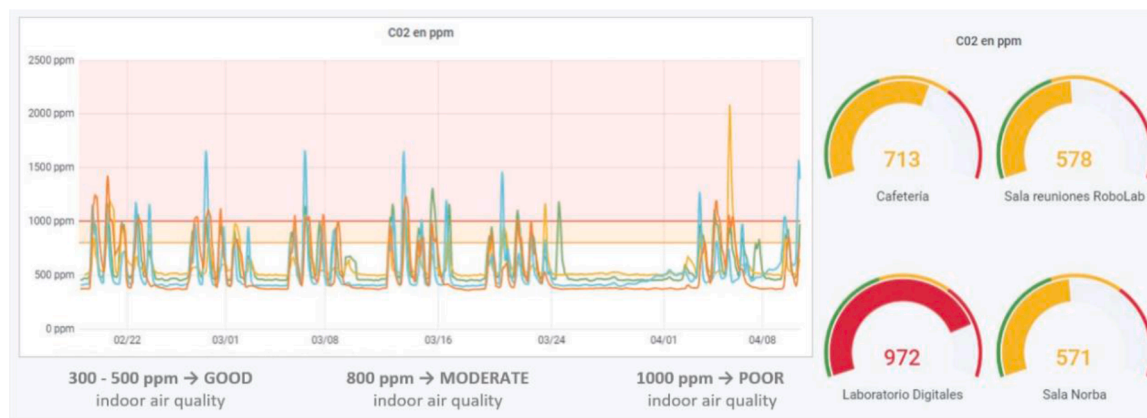 C02 en ppm
2500 ppm
2000 ppm
1500 ppm
1000 ppm
500 ppm
0 ppm
02/22 03/01 03/08 03/16 03/24 04/01 04/08
300 - 500 ppm → GOOD
indoor air quality
800 ppm → MODERATE
indoor air quality
1000 ppm → POOR
indoor air quality
C02 en ppm
713
Cafetería
578
Sala reuniones RoboLab
972
Laboratorio Digitales
571
Sala Norba